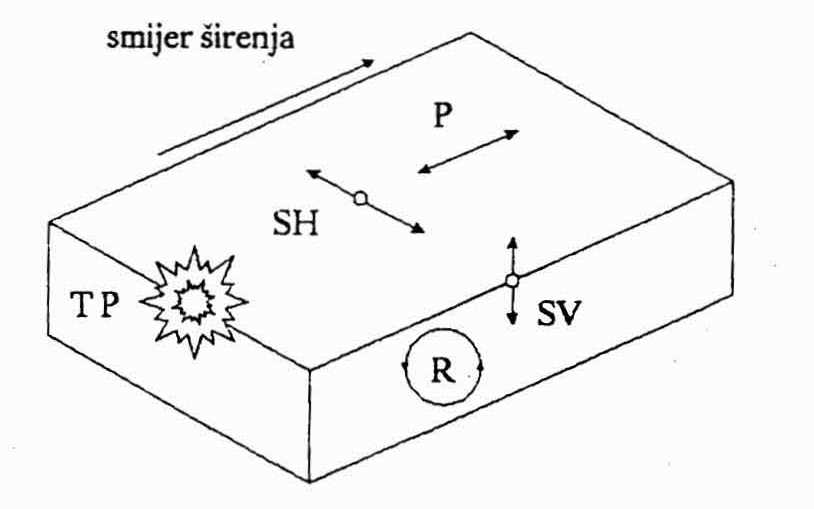 smijer širenja
P
SH
TP
SV
R